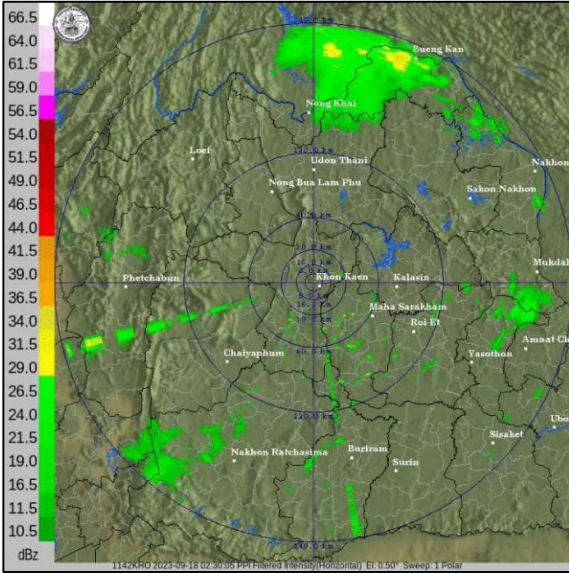 66.5
64.0
61.5
59.0
56.5
54.0
51.5
49.0
46.5
44.0
41.5
39.0
36.5
34.0
31.5
29.0
26.5
24.0
21.5
19.0
16.5
14.0
11.5
10.5
dBz
Bueng Kan
Nong Khai
Loei
Udon Thani
Nakhon
Nong Bua Lam Phu
Sakon Nakhon
Mukdah
Phetchabun
Khon Kaen
Kalasin
Maha Sarakham
Roi Et
Amnat Ch
Chaiyaphum
Yasothon
Ubo
Sisaket
Nakhon Ratchasima
Buriram
Surin
1142KHO 2023-09-18 02:30:05 PPI Filtered Intensity(Horizontal) El: 0.50° Sweep: 1 Polar